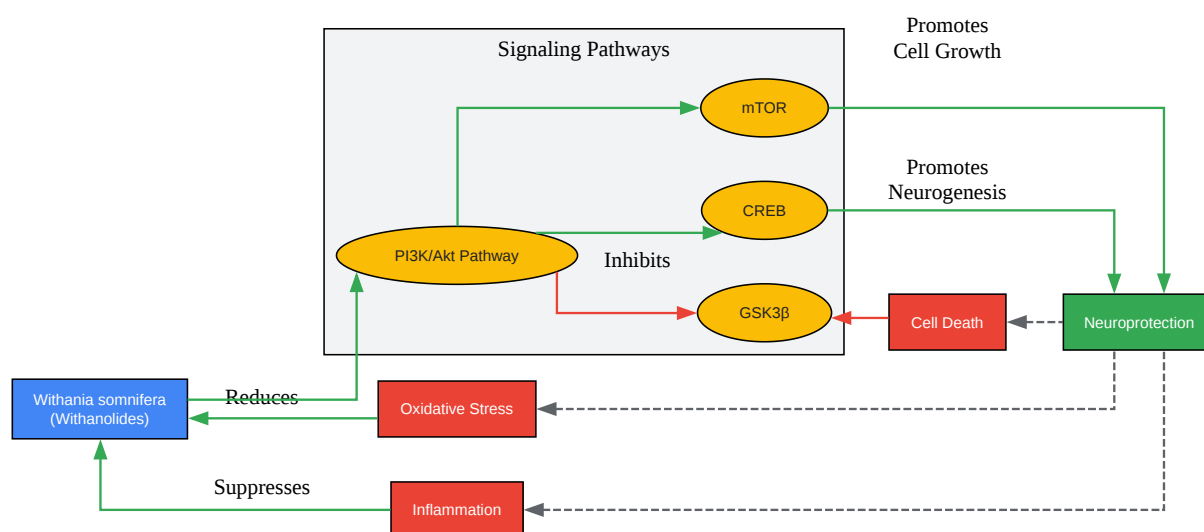 Promotes
Cell Growth
Signaling Pathways
mTOR
Promotes
Neurogenesis
CREB
PI3K/Akt Pathway
Inhibits
GSK3β
Cell Death
Neuroprotection
Withania somnifera
(Withanolides)
Reduces
Oxidative Stress
Suppresses
Inflammation